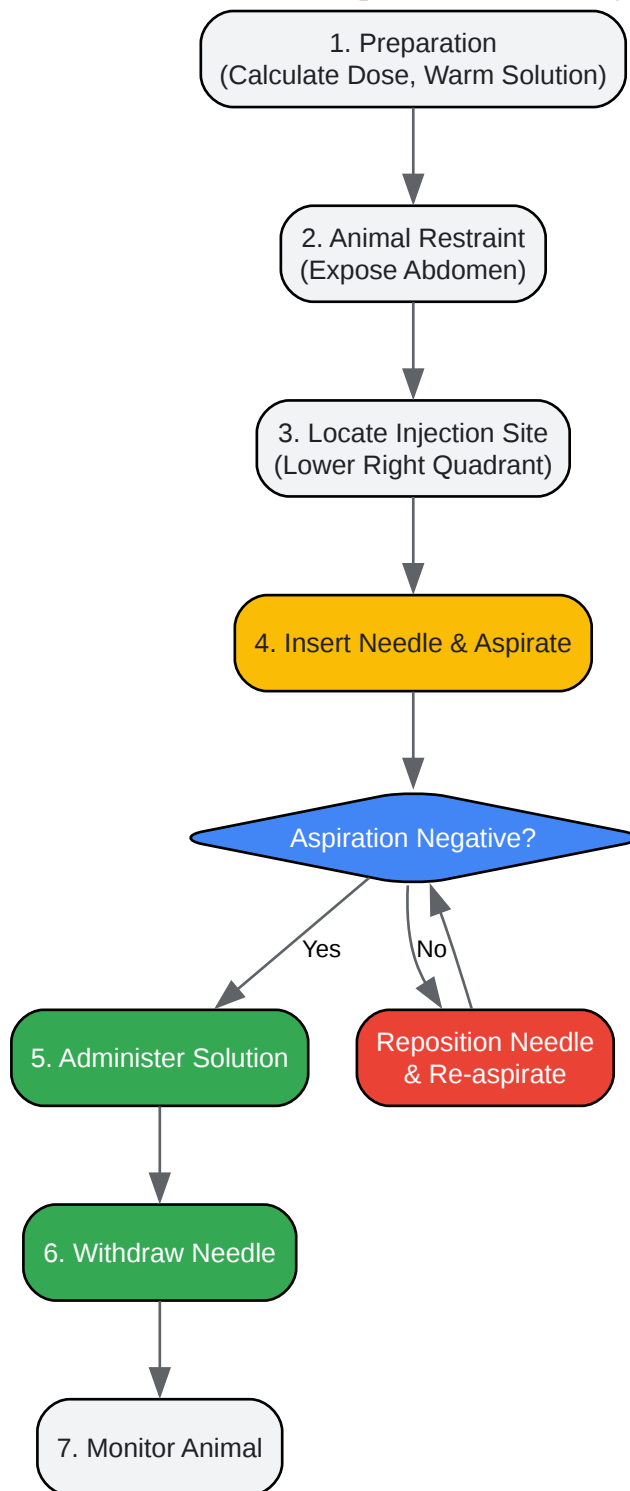 1. Preparation
(Calculate Dose, Warm Solution)
2. Animal Restraint
(Expose Abdomen)
3. Locate Injection Site
(Lower Right Quadrant)
4. Insert Needle & Aspirate
Aspiration Negative?
Yes
No
5. Administer Solution
Reposition Needle
& Re-aspirate
6. Withdraw Needle
7. Monitor Animal